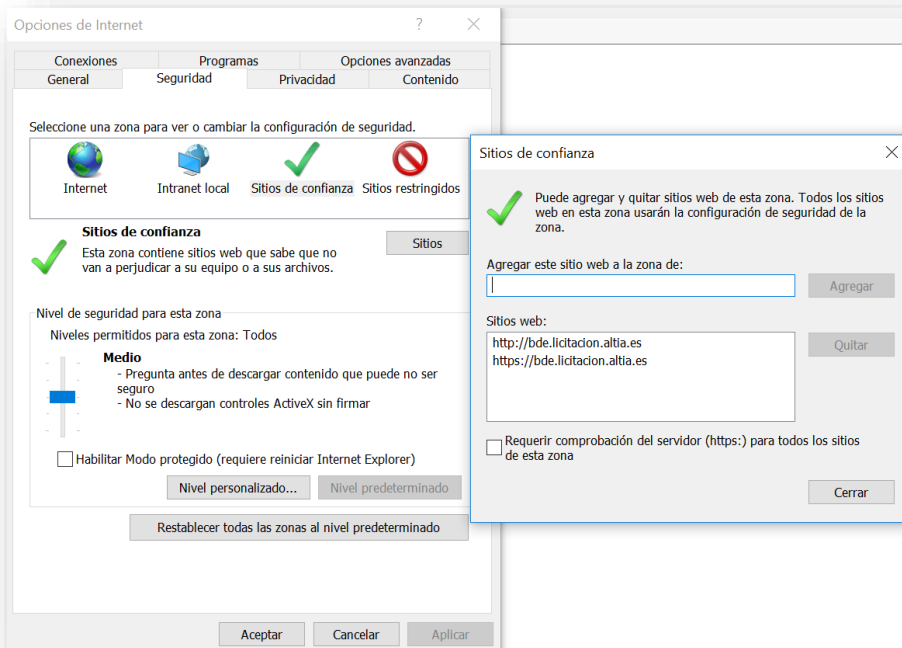 Opciones de Internet
?
Conexiones
Programas
Opciones avanzadas
General
Seguridad
Privacidad
Contenido
Seleccione una zona para ver o cambiar la configuración de seguridad.
Internet
Intranet local
Sitios de confianza
Sitios restringidos
Sitios de confianza
Esta zona contiene sitios web que sabe que no
van a perjudicar a su equipo o a sus archivos.
Sitios
Nivel de seguridad para esta zona
Niveles permitidos para esta zona: Todos
Medio
- Pregunta antes de descargar contenido que puede no ser
seguro
- No se descargan controles ActiveX sin firmar
Habilitar Modo protegido (requiere reiniciar Internet Explorer)
Nivel personalizado...
Nivel predeterminado
Restablecer todas las zonas al nivel predeterminado
Aceptar
Cancelar
Aplicar
Sitios de confianza
Puede agregar y quitar sitios web de esta zona. Todos los sitios
web en esta zona usarán la configuración de seguridad de la
zona.
Agregar este sitio web a la zona de:
Agregar
Sitios web:
http://bde.licitacion.altia.es
https://bde.licitacion.altia.es
Quitar
Requerir comprobación del servidor (https:) para todos los sitios
de esta zona
Cerrar